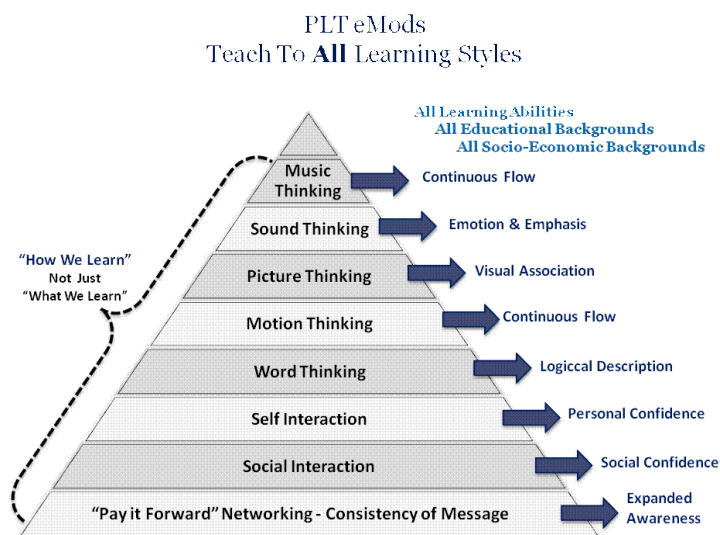 PLT eMods
Teach To All Learning Styles
All Learning Abilities
All Educational Backgrounds
All Socio-Economic Backgrounds
Music
Thinking
Continuous Flow
Sound Thinking
Emotion & Emphasis
"How We Learn"
Not Just
"What We Learn"
Picture Thinking
Visual Association
Motion Thinking
Continuous Flow
Word Thinking
Logiccal Description
Self Interaction
Personal Confidence
Social Interaction
Social Confidence
"Pay it Forward" Networking - Consistency of Message
Expanded
Awareness